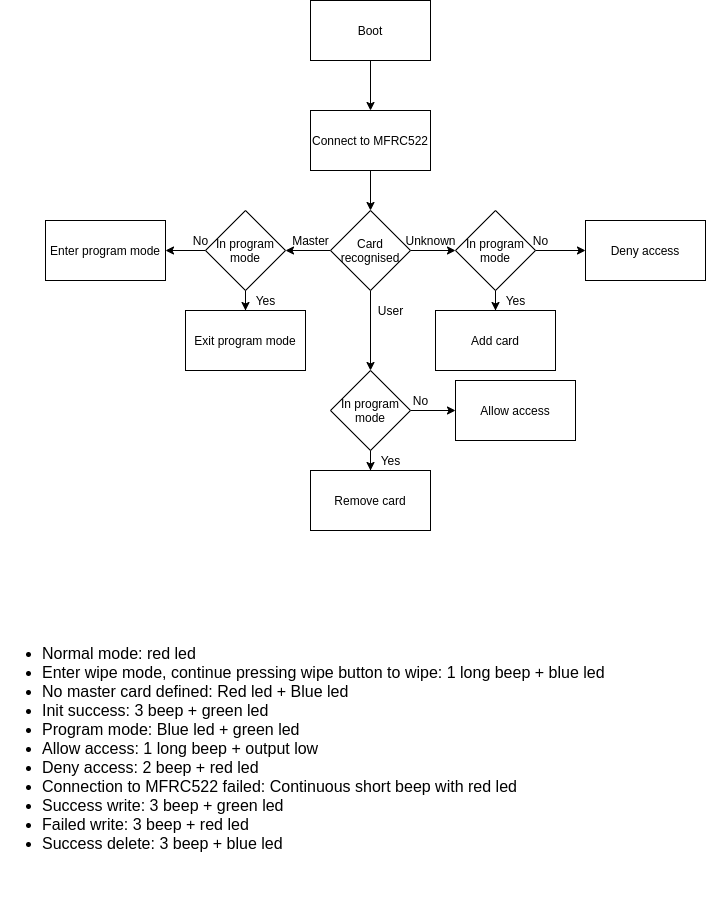 Boot
Connect to MFRC522
Enter program mode
No
In program
mode
Master
Card
recognised
Unknown
In program
mode
No
Deny access
Yes
Yes
User
Exit program mode
Add card
In program
mode
No
Allow access
Yes
Remove card
• Normal mode: red led
• Enter wipe mode, continue pressing wipe button to wipe: 1 long beep + blue led
• No master card defined: Red led + Blue led
• Init success: 3 beep + green led
• Program mode: Blue led + green led
• Allow access: 1 long beep + output low
• Deny access: 2 beep + red led
• Connection to MFRC522 failed: Continuous short beep with red led
• Success write: 3 beep + green led
• Failed write: 3 beep + red led
• Success delete: 3 beep + blue led